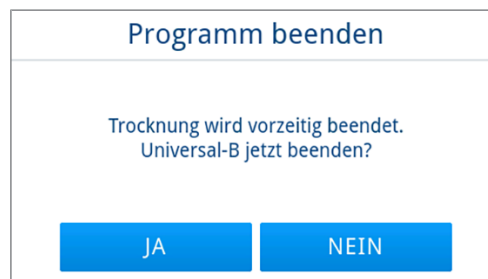 Programm beenden
Trocknung wird vorzeitig beendet.
Universal-B jetzt beenden?
JA
NEIN